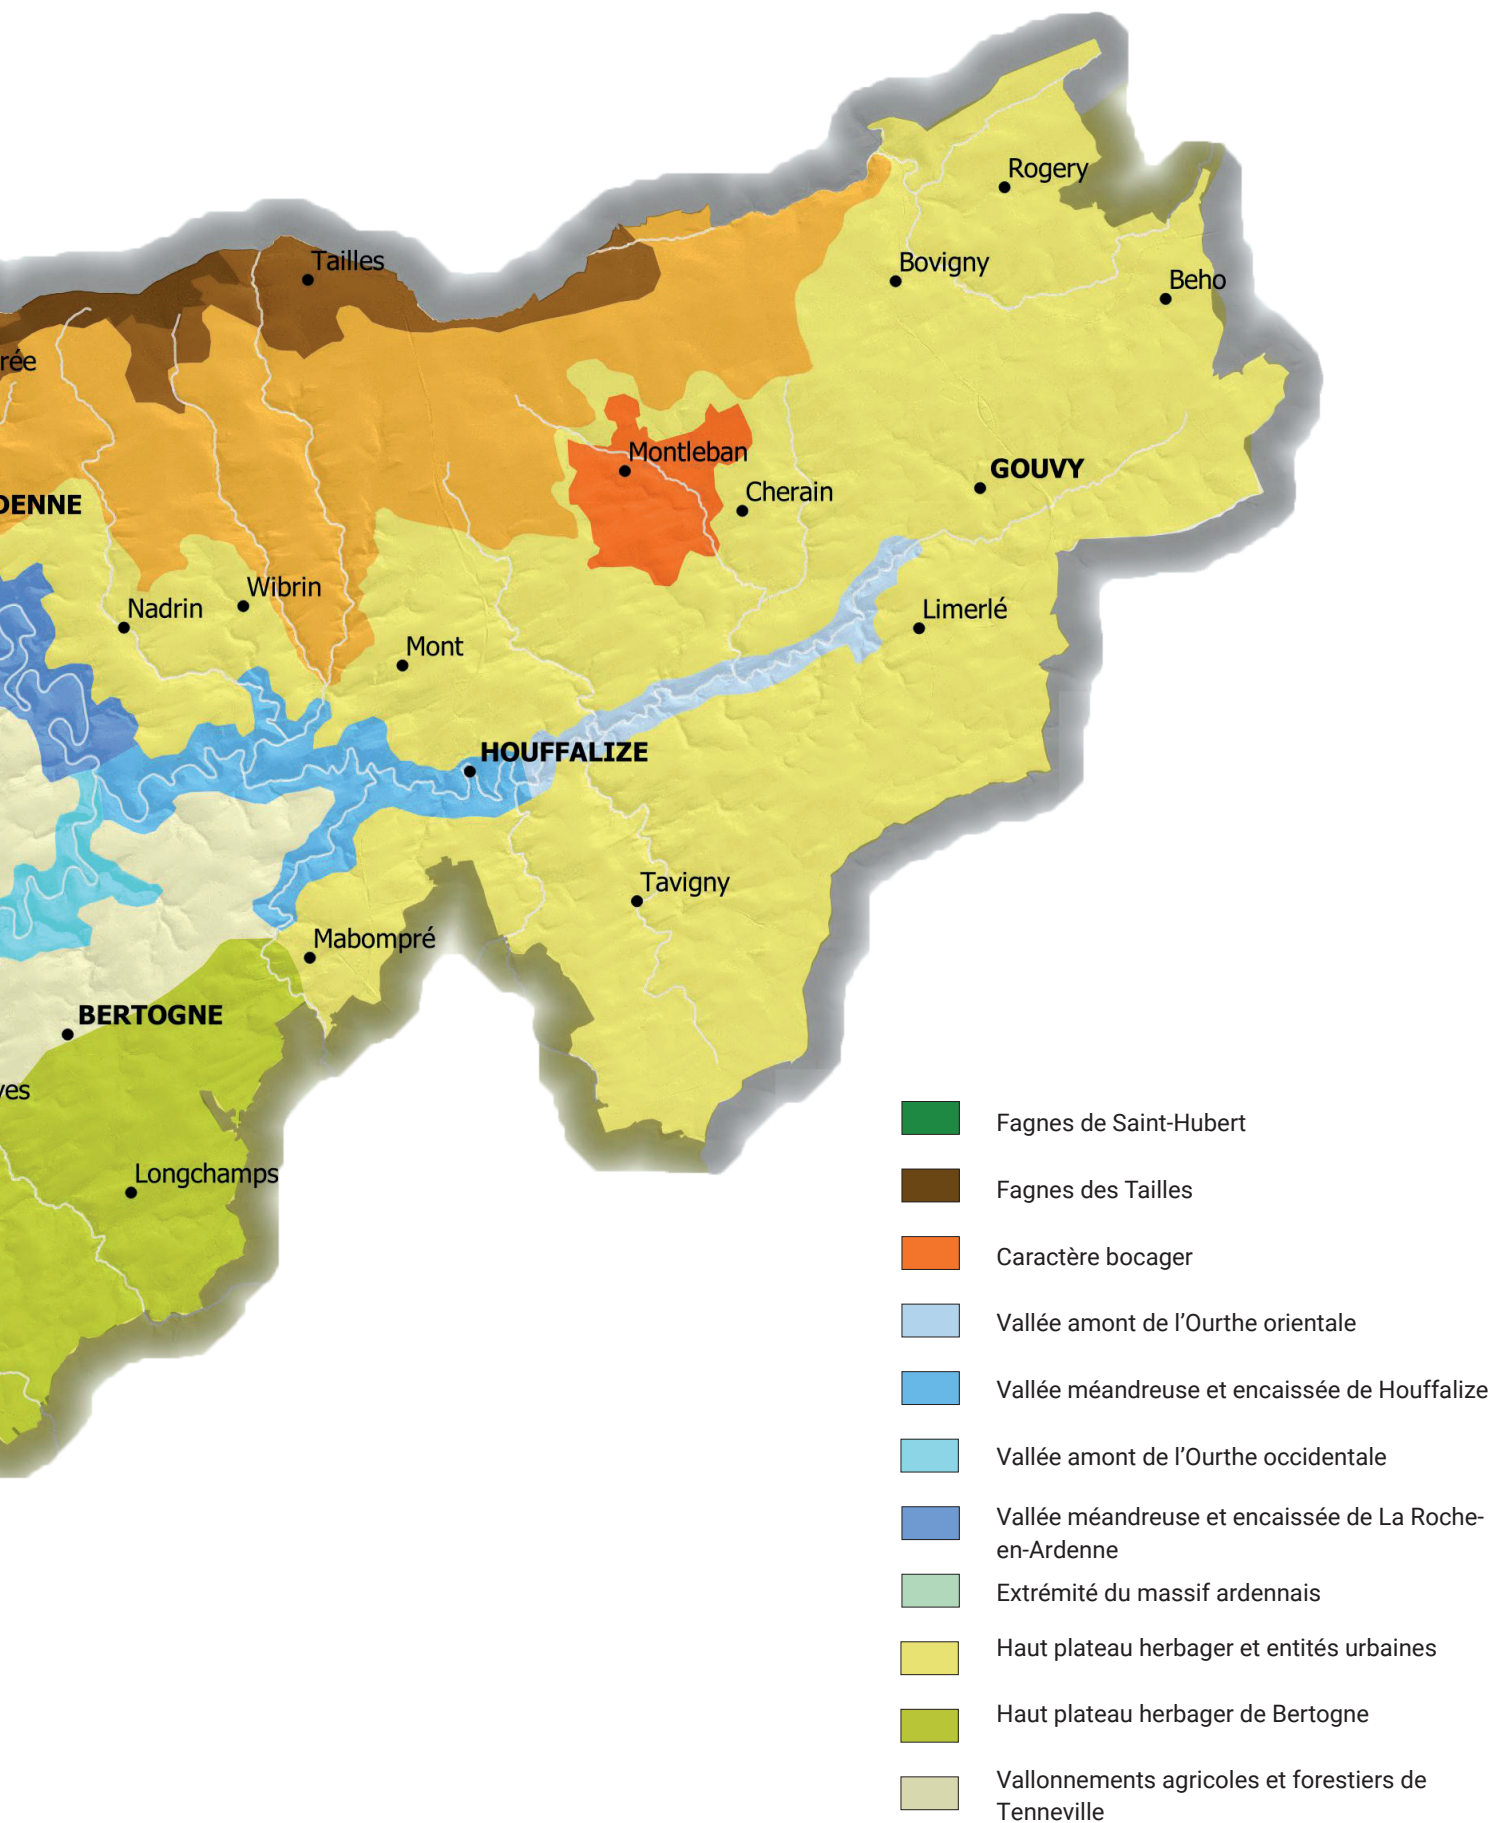 Rogery
Tailles
Bovigny
Beho
rée
Montleban
GOUVY
Cherain
DENNE
Wibrin
Nadrin
Limerlé
Mont
HOUFFALIZE
Tavigny
Mabompré
BERTOGNE
ves
Longchamps
Fagnes de Saint-Hubert
Fagnes des Tailles
Caractère bocager
Vallée amont de l’Ourthe orientale
Vallée méandreuse et encaissée de Houffalize
Vallée amont de l’Ourthe occidentale
Vallée méandreuse et encaissée de La Roche-
en-Ardenne
Extrémité du massif ardennais
Haut plateau herbager et entités urbaines
Haut plateau herbager de Bertogne
Vallonnements agricoles et forestiers de
Tenneville